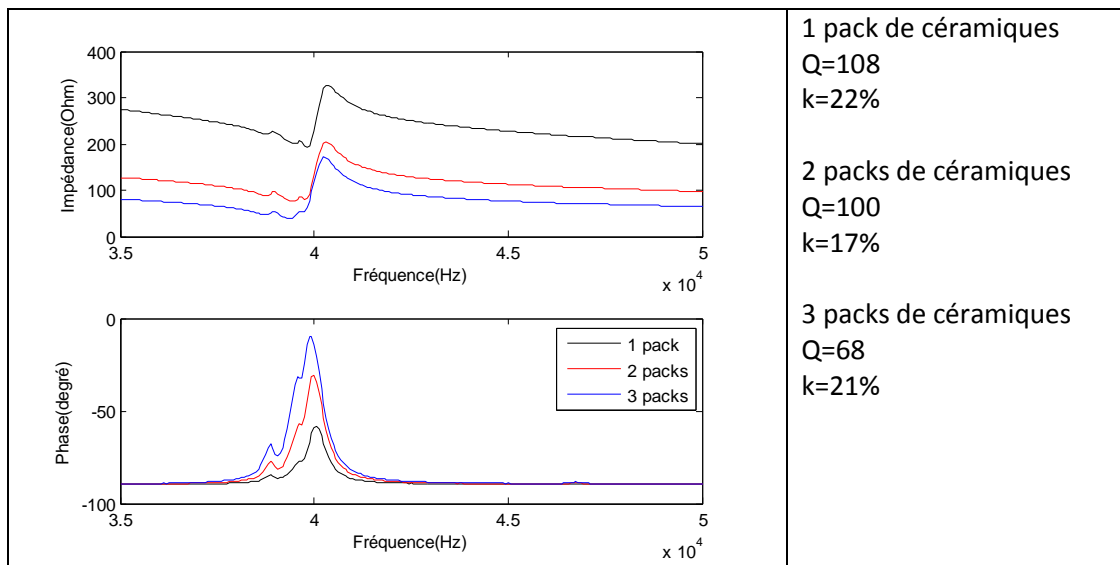 400
300
200
100
0
Impédance(Ohm)
3.5
4
4.5
5
Fréquence(Hz)
x 10^4
0
-50
-100
Phase(degré)
1 pack
2 packs
3 packs
3.5
4
4.5
5
Fréquence(Hz)
x 10^4
1 pack de céramiques
Q=108
k=22%
2 packs de céramiques
Q=100
k=17%
3 packs de céramiques
Q=68
k=21%